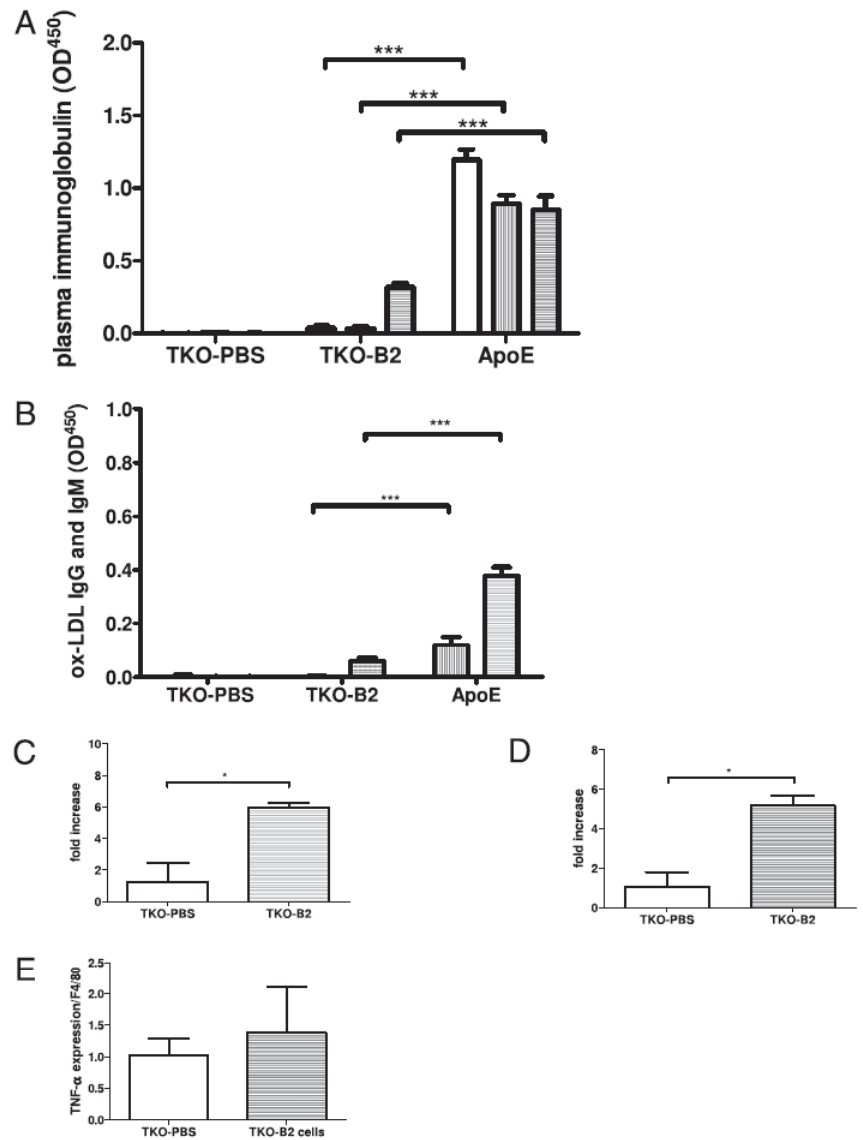 A
plasma immunoglobulin (OD450)
2.0
1.5
1.0
0.5
0.0
***
***
***
TKO-PBS TKO-B2 ApoE
B
ox-LDL IgG and IgM (OD450)
1.0
0.8
0.6
0.4
0.2
0.0
***
***
TKO-PBS TKO-B2 ApoE
C
fold increase
10
8
6
4
2
0
*
TKO-PBS TKO-B2
D
fold increase
8
6
4
2
0
*
TKO-PBS TKO-B2
E
TNF-α expression/F4/80
2.5
2.0
1.5
1.0
0.5
0.0
TKO-PBS TKO-B2 cells